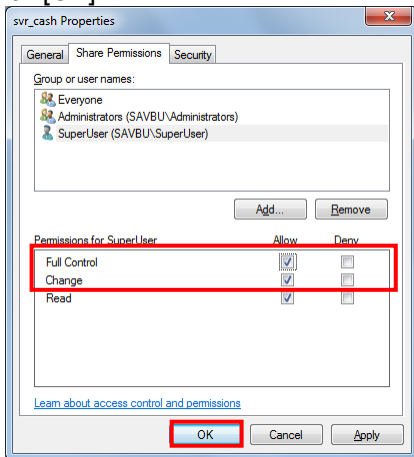 svr_cash Properties
General Share Permissions Security
Group or user names:
Everyone
Administrators (SAVBU\Administrators)
SuperUser (SAVBU\SuperUser)
Add... Remove
Permissions for SuperUser Allow Deny
Full Control
Change
Read
Learn about access control and permissions
OK Cancel Apply